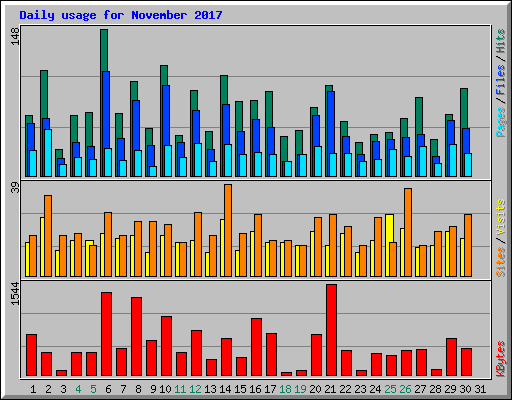 Daily usage for November 2017
148
Pages / Files / Hits
39
Sites / Visits
1544
KBytes
1 2 3 4 5 6 7 8 9 10 11 12 13 14 15 16 17 18 19 20 21 22 23 24 25 26 27 28 29 30 31